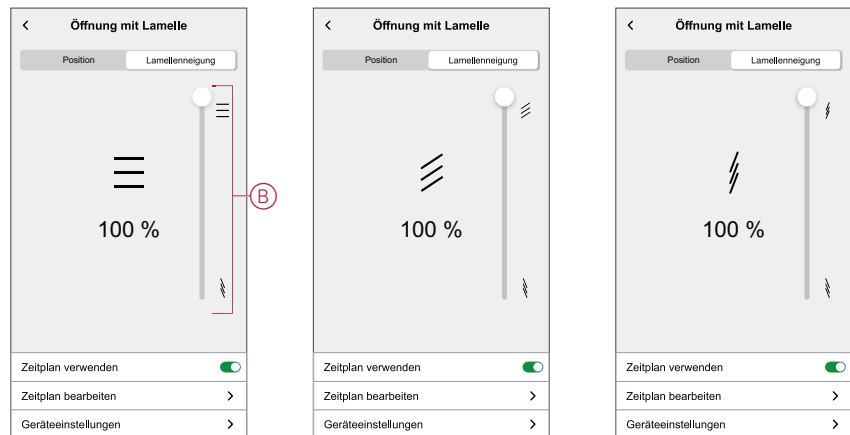 Öffnung mit Lamelle
Position Lamellenneigung
B
100 %
Zeitplan verwenden
Zeitplan bearbeiten
Geräteeinstellungen
Öffnung mit Lamelle
Position Lamellenneigung
100 %
Zeitplan verwenden
Zeitplan bearbeiten
Geräteeinstellungen
Öffnung mit Lamelle
Position Lamellenneigung
100 %
Zeitplan verwenden
Zeitplan bearbeiten
Geräteeinstellungen